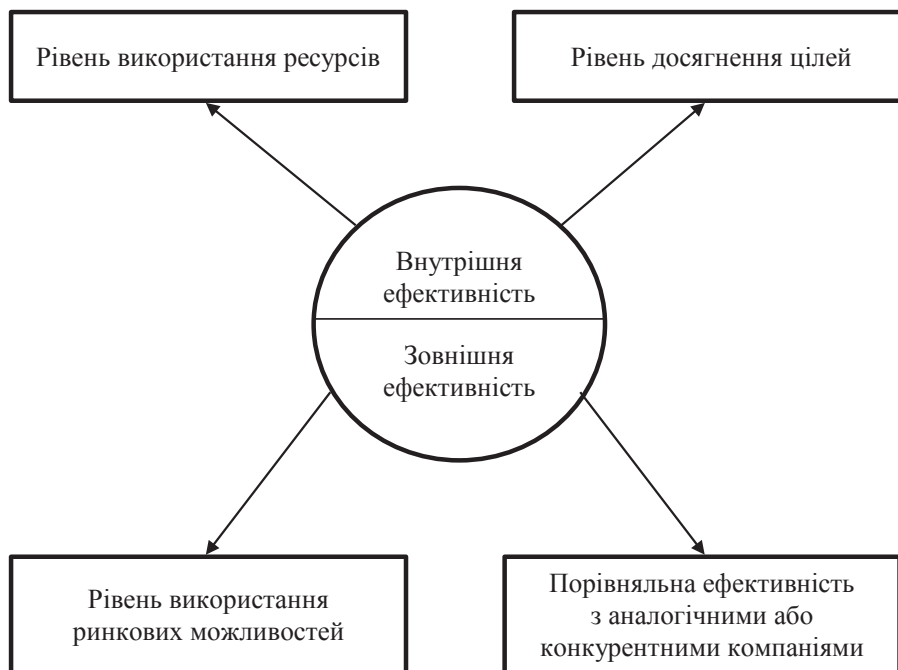 Рівень використання ресурсів
Рівень досягнення цілей
Внутрішня
ефективність
Зовнішня
ефективність
Рівень використання
ринкових можливостей
Порівняльна ефективність
з аналогічними або
конкурентними компаніями